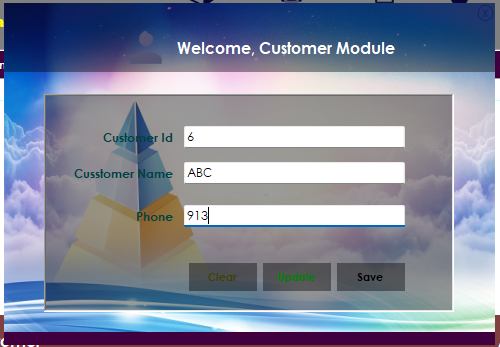 Welcome, Customer Module
Customer Id 6
Cusstomer Name ABC
Phone 913
Clear Update Save